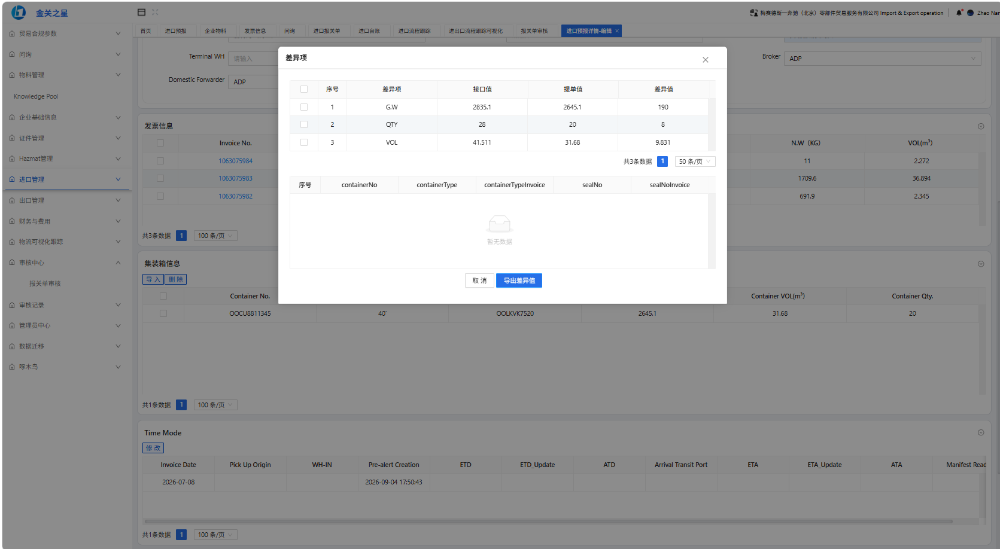 金关之星
梅赛德斯—奔驰（北京）零部件贸易服务有限公司 Import & Export operation
Zhao Nan
首页 进口预报 企业物料 发票信息 问询 进口报关单 进口台账 进口流程跟踪 进出口流程跟踪可视化 报关单审核 进口预报详情-编辑 ×
贸易合规参数
问询
物料管理
Knowledge Pool
企业基础信息
证件管理
Hazmat管理
进口管理
出口管理
财务与费用
物流可视化跟踪
审核中心
报关单审核
审核记录
管理员中心
数据迁移
啄木鸟
Terminal WH 请输入
Broker ADP
Domestic Forwarder ADP
差异项
序号 差异项 接口值 提单值 差异值
1 G.W 2835.1 2645.1 190
2 QTY 28 20 8
3 VOL 41.511 31.68 9.831
共3条数据 1 50 条/页
序号 containerNo containerType containerTypeInvoice sealNo sealNoInvoice
暂无数据
取 消 导出差异值
发票信息
Invoice No. N.W（KG） VOL(m³)
1063075984 11 2.272
1063075983 1709.6 36.894
1063075982 691.9 2.345
共3条数据 1 100 条/页
集装箱信息
导 入 删 除
Container No. Container VOL(m³) Container Qty.
OOCU8811345 40' OOLKVK7520 2645.1 31.68 20
共1条数据 1 100 条/页
Time Mode
修 改
Invoice Date Pick Up Origin WH-IN Pre-alert Creation ETD ETD_Update ATD Arrival Transit Port ETA ETA_Update ATA Manifest Read
2026-07-08 2026-09-04 17:50:43
共1条数据 1 100 条/页